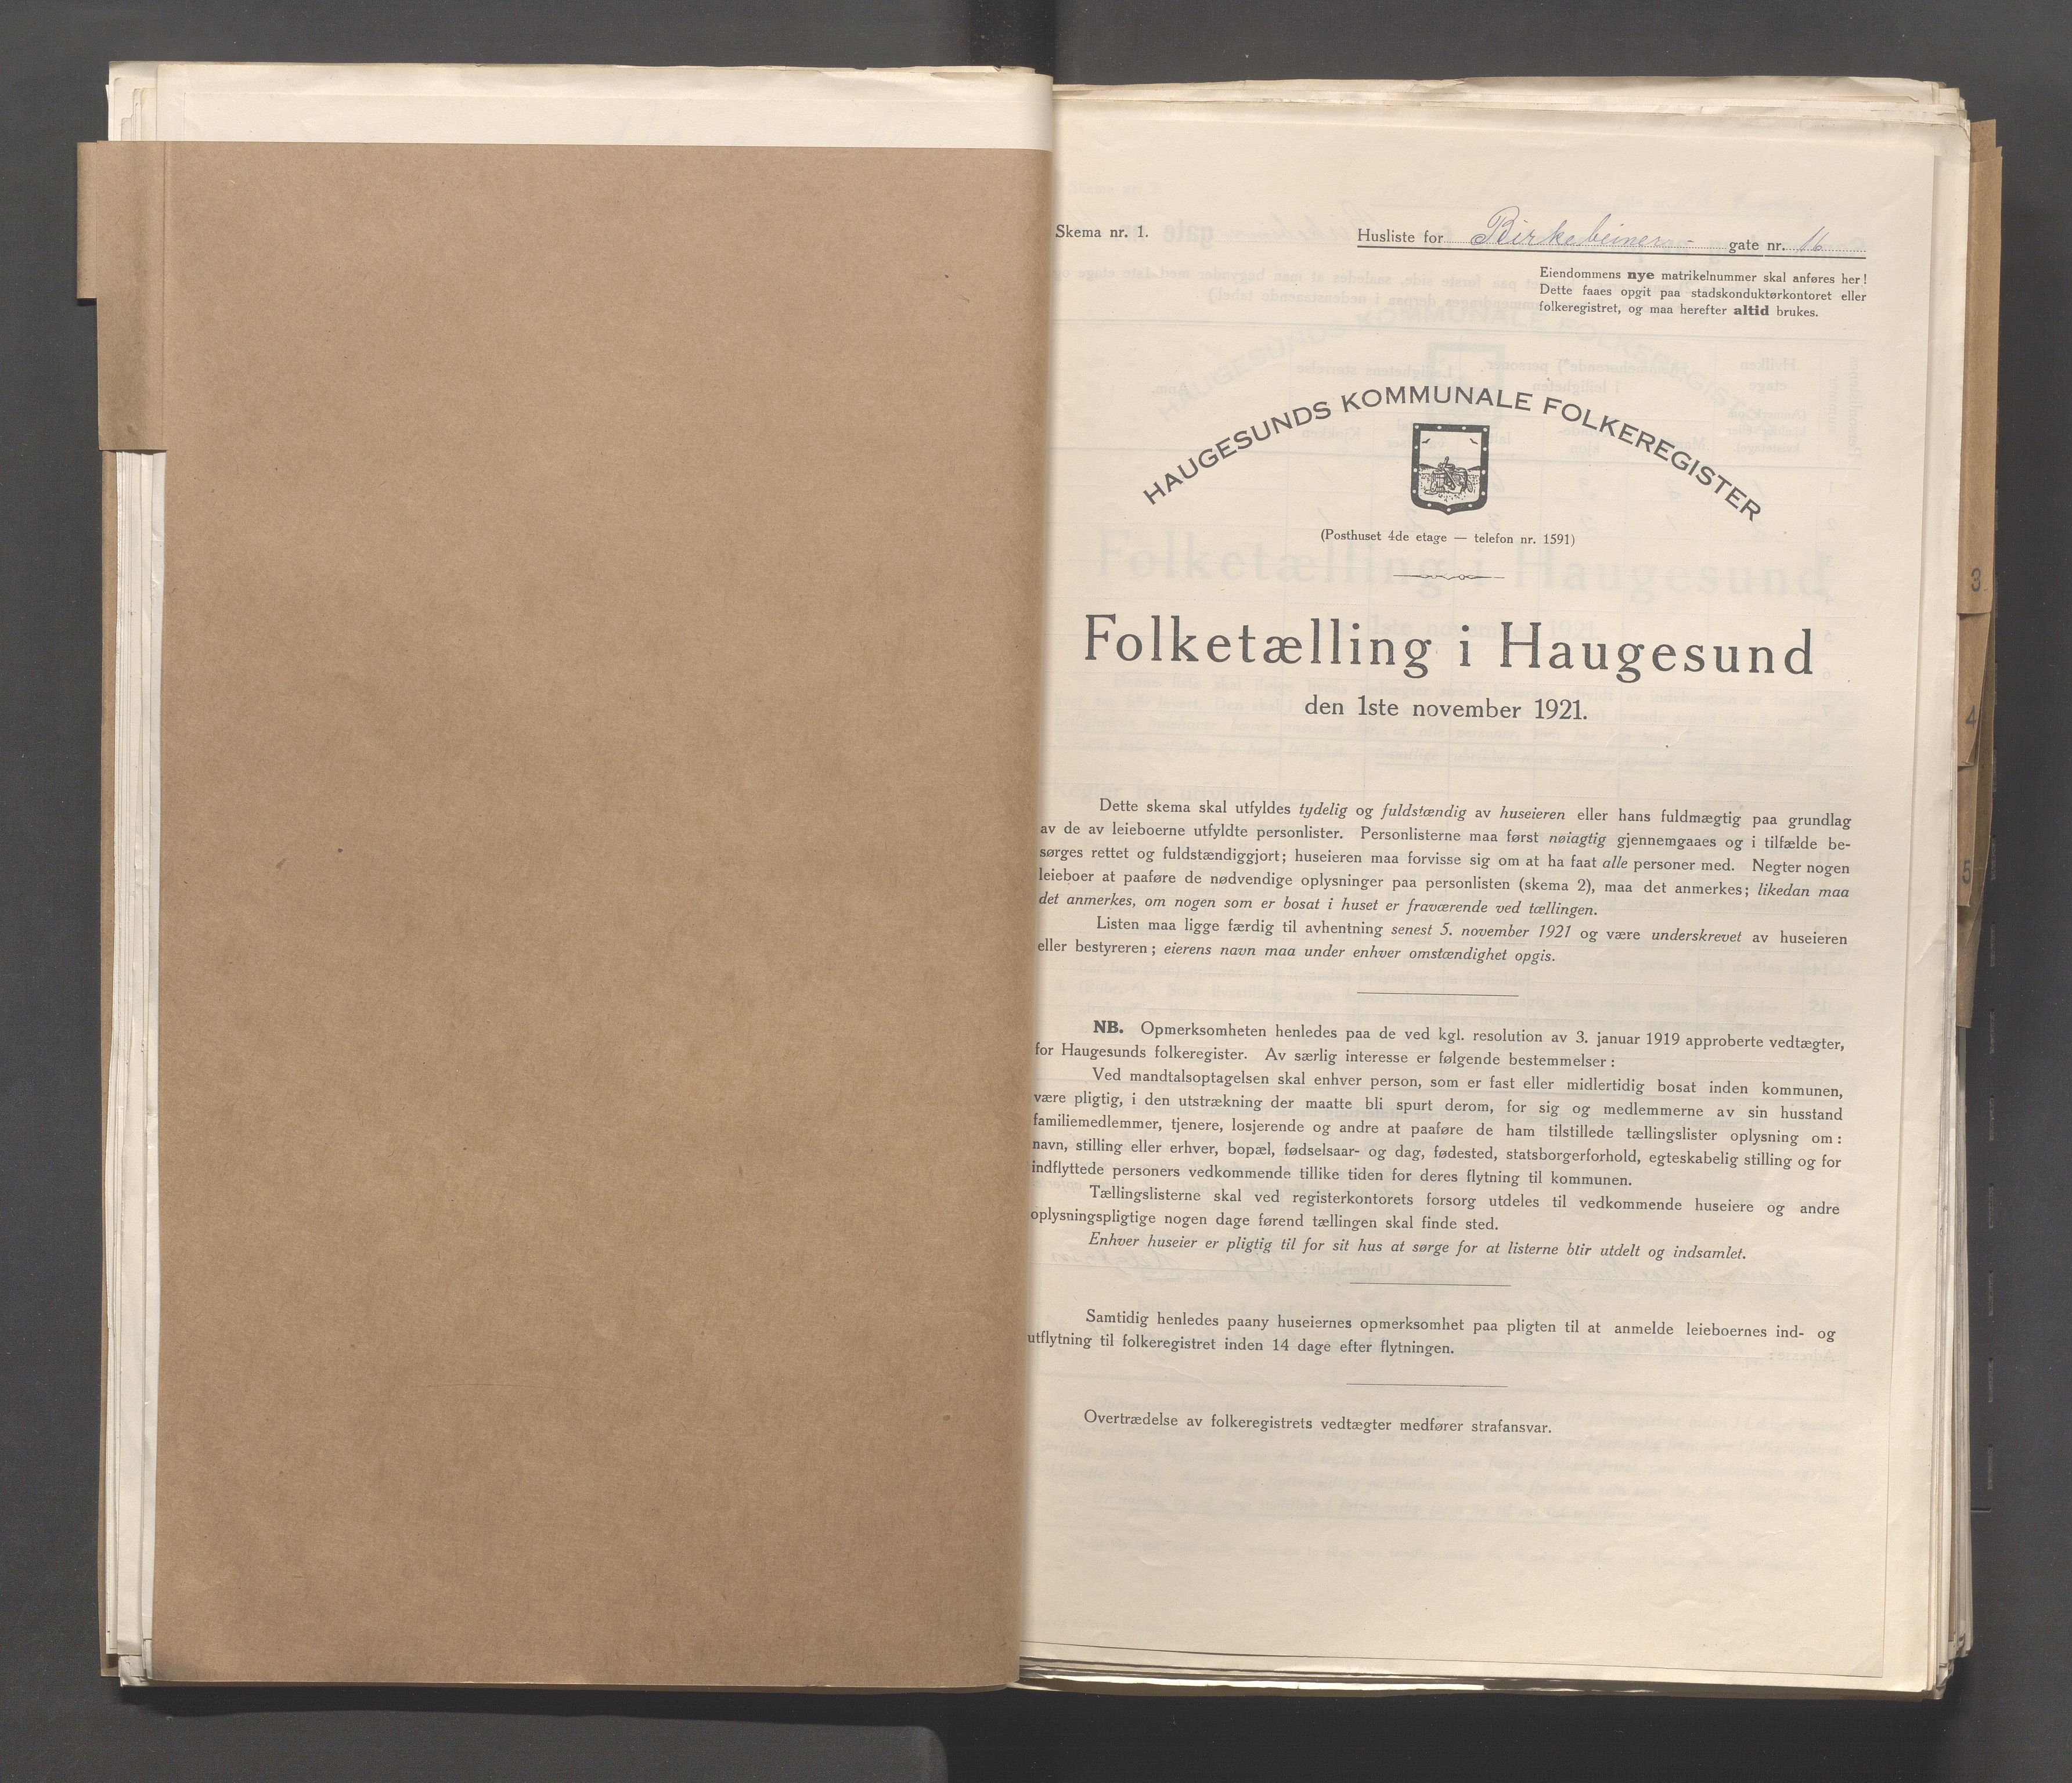 Skema nr. 1.
Husliste for Birkebeiner gate nr. 16
Eiendommens nye matrikelnummer skal anføres her!
Dette faaes opgit paa stadskonduktørkontoret eller
folkeregistret, og maa herefter altid brukes.
HAUGESUNDS KOMMUNALE FOLKEREGISTER
(Posthuset 4de etage — telefon nr. 1591)
Folketælling i Haugesund
den 1ste november 1921.
Dette skema skal utfyldes tydelig og fuldstændig av huseieren eller hans fuldmægtig paa grundlag
av de av leieboerne utfyldte personlister. Personlisterne maa først nøiagtig gjennemgaaes og i tilfælde be-
sørges rettet og fuldstændiggjort; huseieren maa forvisse sig om at ha faat alle personer med. Negter nogen
leieboer at paaføre de nødvendige oplysninger paa personlisten (skema 2), maa det anmerkes; likedan maa
det anmerkes, om nogen som er bosat i huset er fraværende ved tællingen.
Listen maa ligge færdig til avhentning senest 5. november 1921 og være underskrevet av huseieren
eller bestyreren; eierens navn maa under enhver omstændighet opgis.
NB. Opmerksomheten henledes paa de ved kgl. resolution av 3. januar 1919 approberte vedtægter,
for Haugesunds folkeregister. Av særlig interesse er følgende bestemmelser:
Ved mandtalsoptagelsen skal enhver person, som er fast eller midlertidig bosat inden kommunen,
være pligtig, i den utstrækning der maatte bli spurt derom, for sig og medlemmerne av sin husstand
familiemedlemmer, tjenere, losjerende og andre at paaføre de ham tilstillede tællingslister oplysning om:
navn, stilling eller erhver, bopæl, fødselsaar- og dag, fødested, statsborgerforhold, egteskabelig stilling og for
indflyttede personers vedkommende tillike tiden for deres flytning til kommunen.
Tællingslisterne skal ved registerkontorets forsorg utdeles til vedkommende huseiere og andre
oplysningspligtige nogen dage førend tællingen skal finde sted.
Enhver huseier er pligtig til for sit hus at sørge for at listerne blir utdelt og indsamlet.
Samtidig henledes paany huseiernes opmerksomhet paa pligten til at anmelde leieboernes ind- og
utflytning til folkeregistret inden 14 dage efter flytningen.
Overtrædelse av folkeregistrets vedtægter medfører strafansvar.
3
4
5